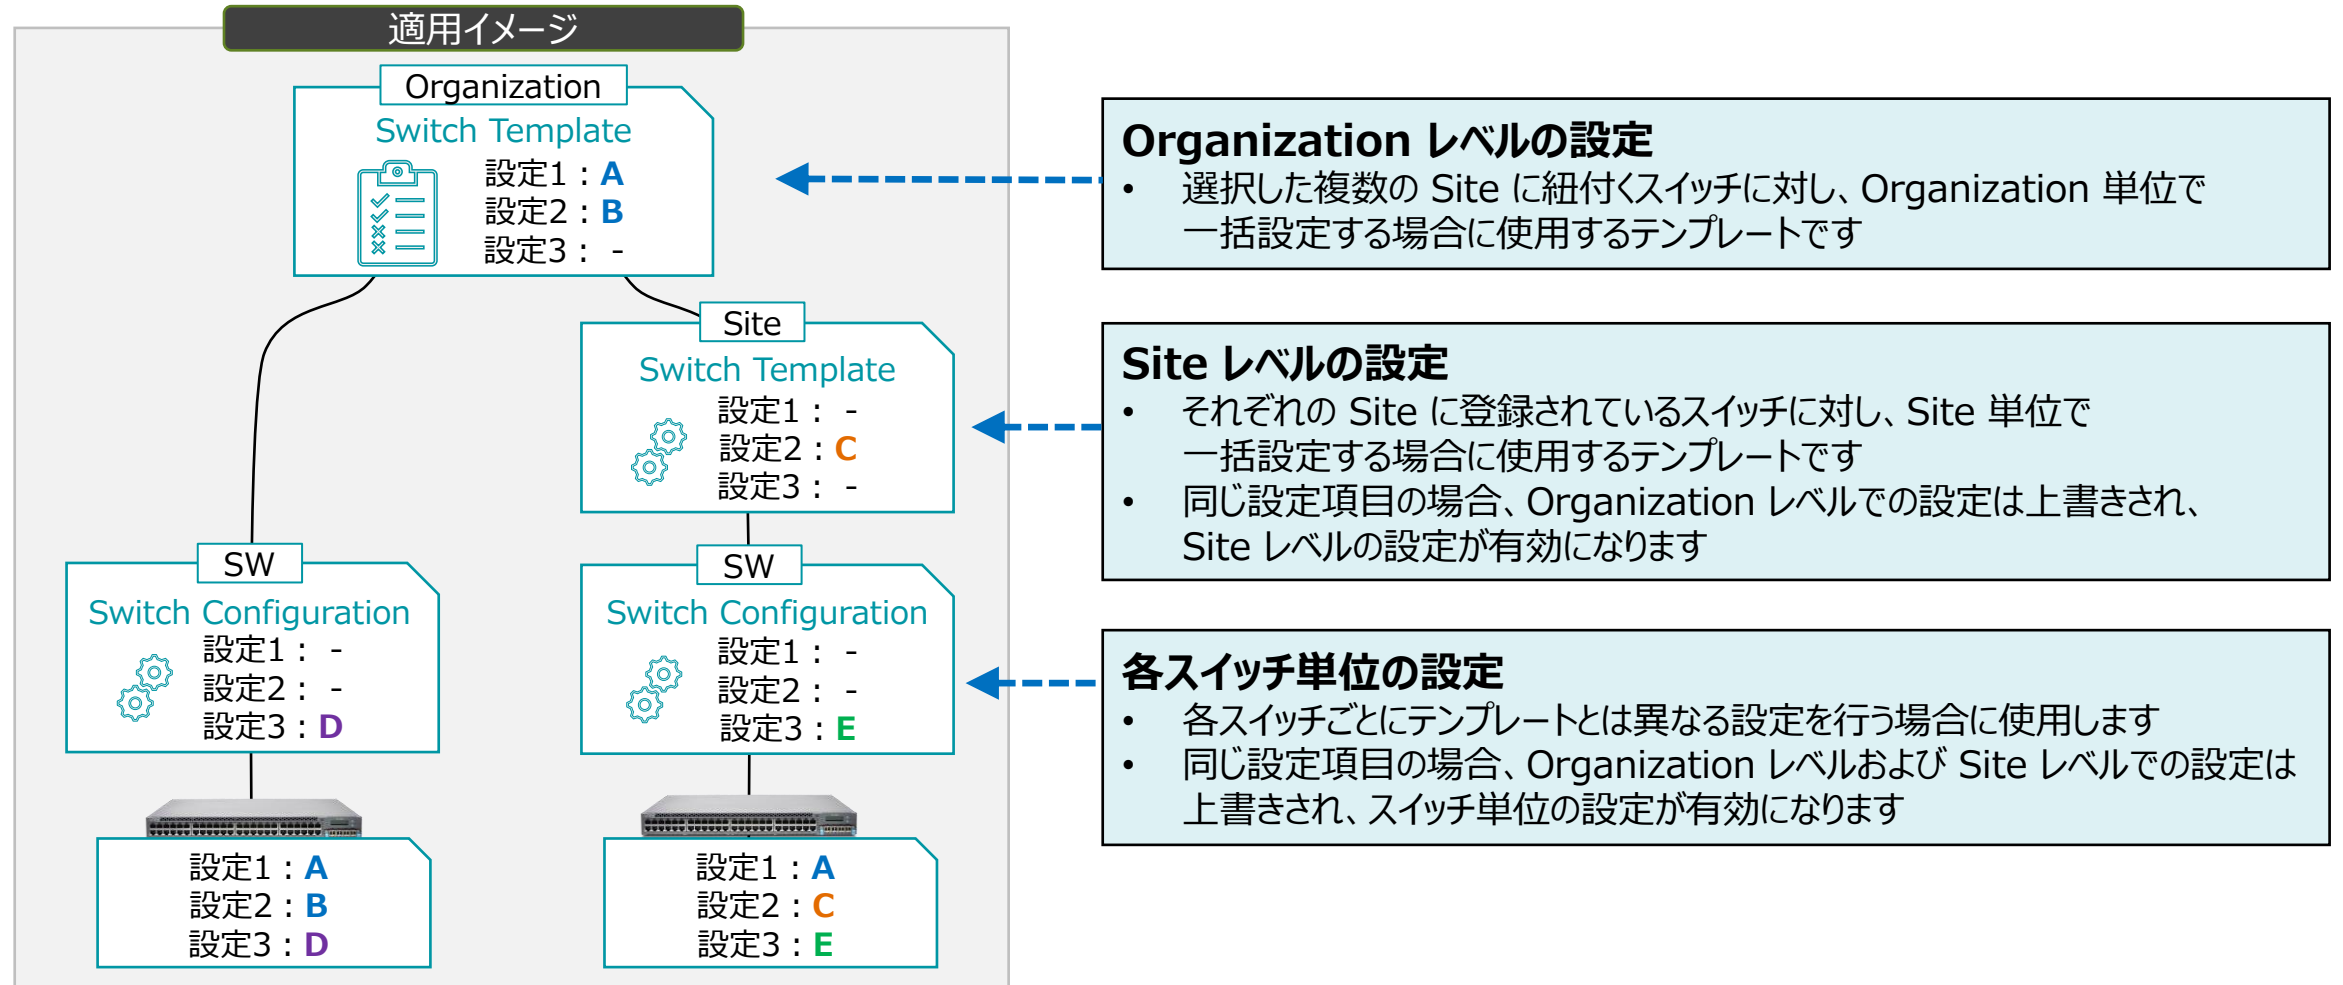 適用イメージ
Organization
Switch Template
設定1：A
設定2：B
設定3： -
Site
Switch Template
設定1： -
設定2：C
設定3： -
SW
Switch Configuration
設定1： -
設定2： -
設定3：D
SW
Switch Configuration
設定1： -
設定2： -
設定3：E
設定1：A
設定2：B
設定3：D
設定1：A
設定2：C
設定3：E
Organization レベルの設定
• 選択した複数の Site に紐付くスイッチに対し、Organization 単位で
一括設定する場合に使用するテンプレートです
Site レベルの設定
• それぞれの Site に登録されているスイッチに対し、Site 単位で
一括設定する場合に使用するテンプレートです
• 同じ設定項目の場合、Organization レベルでの設定は上書きされ、
Site レベルの設定が有効になります
各スイッチ単位の設定
• 各スイッチごとにテンプレートとは異なる設定を行う場合に使用します
• 同じ設定項目の場合、Organization レベルおよび Site レベルでの設定は
上書きされ、スイッチ単位の設定が有効になります